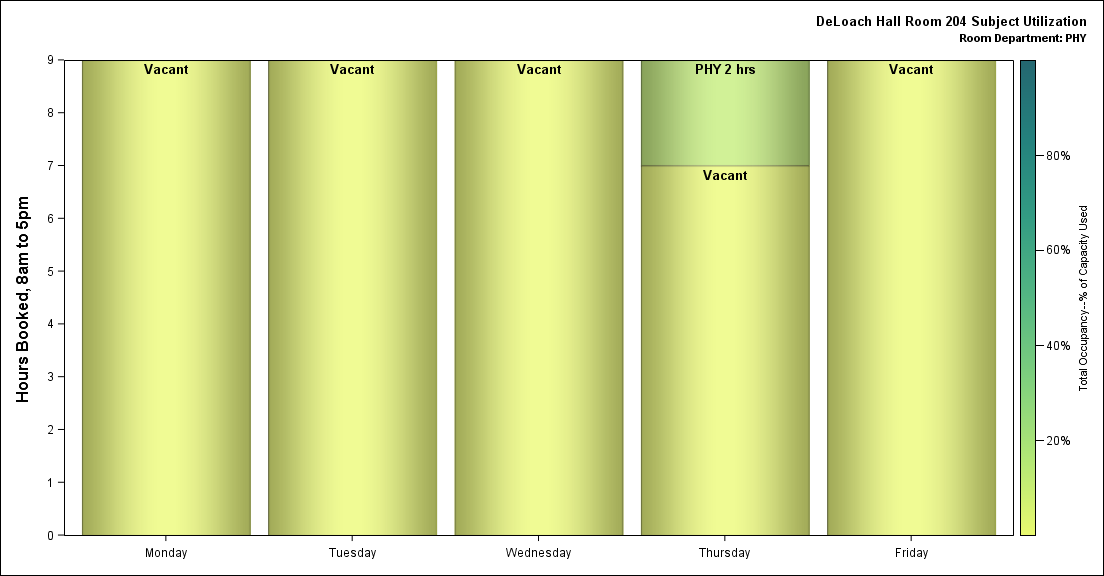 DeLoach Hall Room 204 Subject Utilization
Room Department: PHY
Hours Booked, 8am to 5pm
9
8
7
6
5
4
3
2
1
0
Vacant
Vacant
Vacant
PHY 2 hrs
Vacant
Vacant
Monday
Tuesday
Wednesday
Thursday
Friday
80%
60%
40%
20%
Total Occupancy--% of Capacity Used